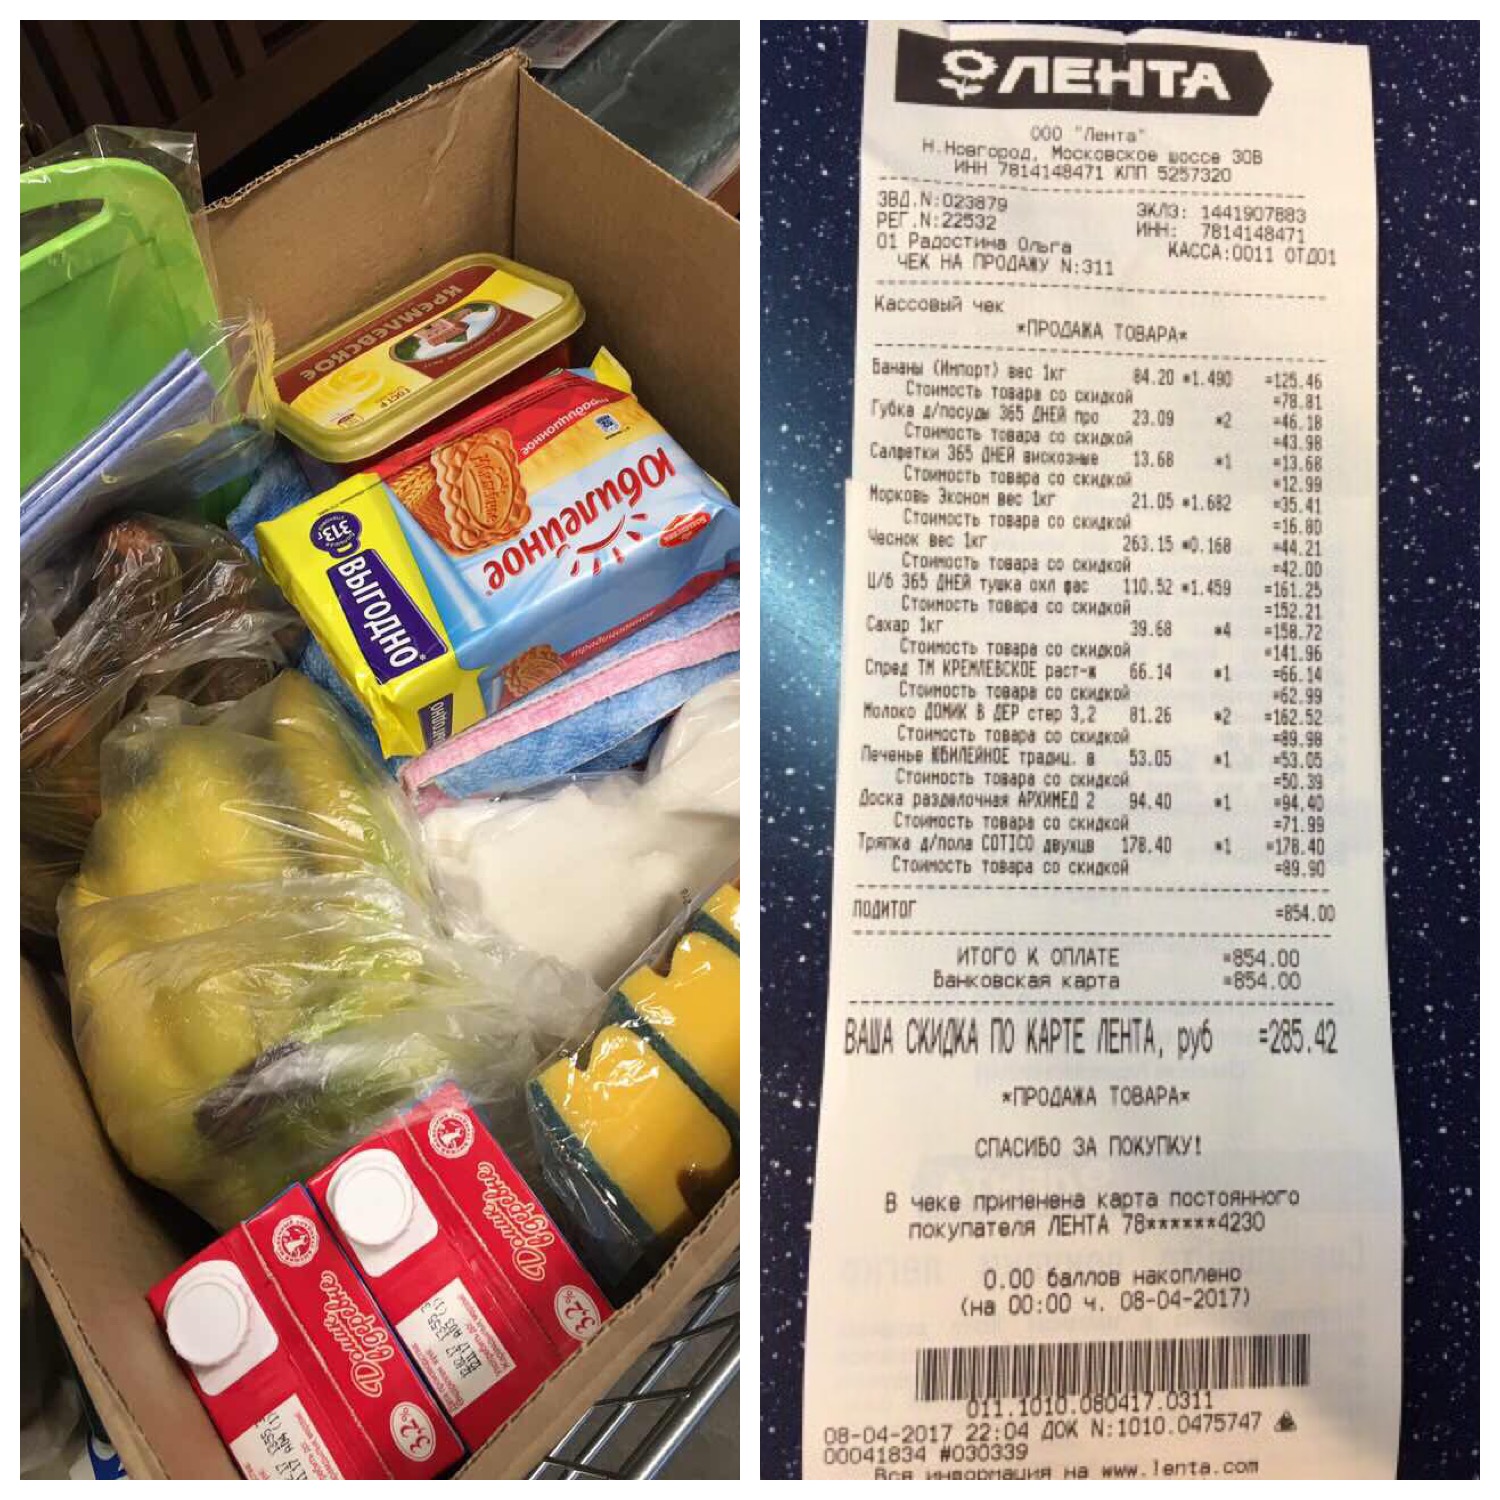 КРЕМЛЕВСКОЕ
ГОСТ Р
Традиционное
Юбилейное
традиционное
ВЫГОДНО*
313г
ВЫГОДНО
Домик
в деревне
3,2%
Домик
в деревне
3,2%
ЛЕНТА
ООО "Лента"
Н.Новгород, Московское шоссе 30В
ИНН 7814148471 КПП 5257320
ЗВД.N:023879 ЭКЛЗ: 1441907883
РЕГ.N:22532 ИНН: 7814148471
01 Радостина Ольга КАССА:0011 ОТД01
ЧЕК НА ПРОДАЖУ N:311
Кассовый чек
*ПРОДАЖА ТОВАРА*
Бананы (Импорт) вес 1кг 84.20 *1.490 =125.46
Стоимость товара со скидкой =78.81
Губка д/посуды 365 ДНЕЙ про 23.09 *2 =46.18
Стоимость товара со скидкой =43.98
Салфетки 365 ДНЕЙ вискозные 13.68 *1 =13.68
Стоимость товара со скидкой =12.99
Морковь Эконом вес 1кг 21.05 *1.682 =35.41
Стоимость товара со скидкой =16.80
Чеснок вес 1кг 263.15 *0.168 =44.21
Стоимость товара со скидкой =42.00
Ц/б 365 ДНЕЙ тушка охл фас 110.52 *1.459 =161.25
Стоимость товара со скидкой =152.21
Сахар 1кг 39.68 *4 =158.72
Стоимость товара со скидкой =141.96
Спред ТМ КРЕМЛЕВСКОЕ раст-ж 66.14 *1 =66.14
Стоимость товара со скидкой =62.99
Молоко ДОМИК В ДЕР стер 3,2 81.26 *2 =162.52
Стоимость товара со скидкой =89.98
Печенье ЮБИЛЕЙНОЕ традиц. в 53.05 *1 =53.05
Стоимость товара со скидкой =50.39
Доска разделочная АРХИМЕД 2 94.40 *1 =94.40
Стоимость товара со скидкой =71.99
Тряпка д/пола COTICO двухцв 178.40 *1 =178.40
Стоимость товара со скидкой =89.90
ПОДИТОГ =854.00
ИТОГО К ОПЛАТЕ =854.00
Банковская карта =854.00
ВАША СКИДКА ПО КАРТЕ ЛЕНТА, руб =285.42
*ПРОДАЖА ТОВАРА*
СПАСИБО ЗА ПОКУПКУ!
В чеке применена карта постоянного
покупателя ЛЕНТА 78******4230
0.00 баллов накоплено
(на 00:00 ч. 08-04-2017)
011.1010.080417.0311
08-04-2017 22:04 ДОК N:1010.0475747
00041834 #030339
Вся информация на www.lenta.com